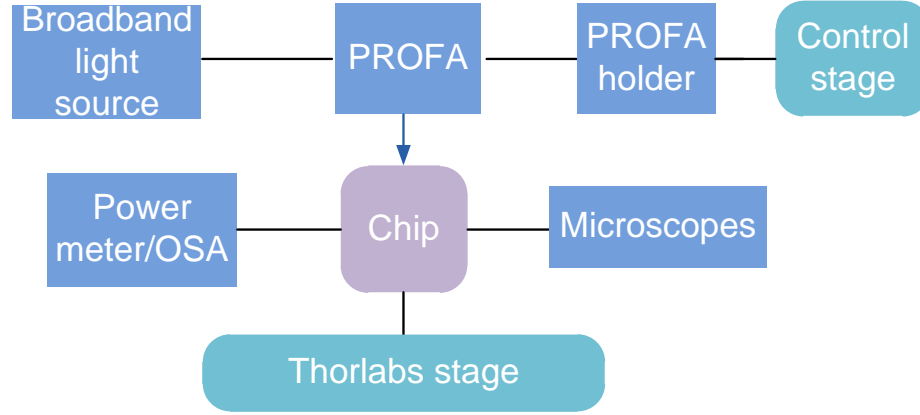 Broadband
light
source
PROFA
PROFA
holder
Control
stage
Power
meter/OSA
Chip
Microscopes
Thorlabs stage